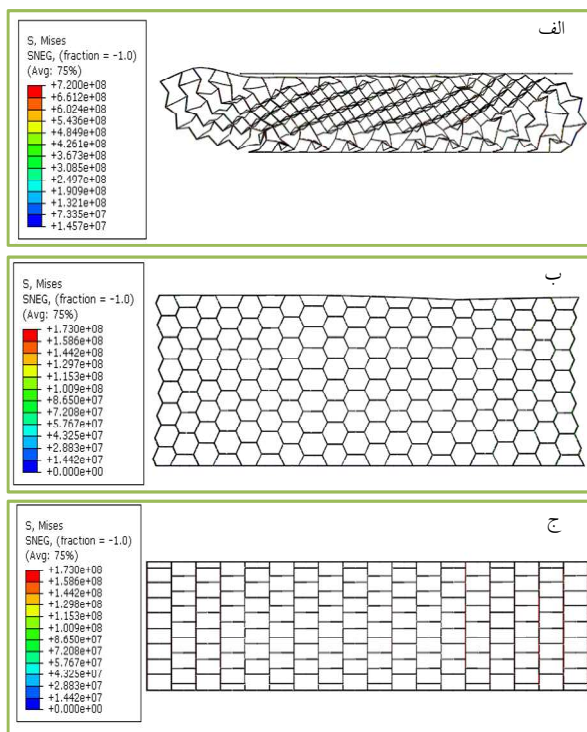 الف
S, Mises
SNEG, (fraction = -1.0)
(Avg: 75%)
+7.200e+08
+6.612e+08
+6.024e+08
+5.436e+08
+4.849e+08
+4.261e+08
+3.673e+08
+3.085e+08
+2.497e+08
+1.909e+08
+1.321e+08
+7.335e+07
+1.457e+07
ب
S, Mises
SNEG, (fraction = -1.0)
(Avg: 75%)
+1.730e+08
+1.586e+08
+1.442e+08
+1.297e+08
+1.153e+08
+1.009e+08
+8.650e+07
+7.208e+07
+5.767e+07
+4.325e+07
+2.883e+07
+1.442e+07
+0.000e+00
ج
S, Mises
SNEG, (fraction = -1.0)
(Avg: 75%)
+1.730e+08
+1.586e+08
+1.442e+08
+1.298e+08
+1.153e+08
+1.009e+08
+8.650e+07
+7.208e+07
+5.767e+07
+4.325e+07
+2.883e+07
+1.442e+07
+0.000e+00